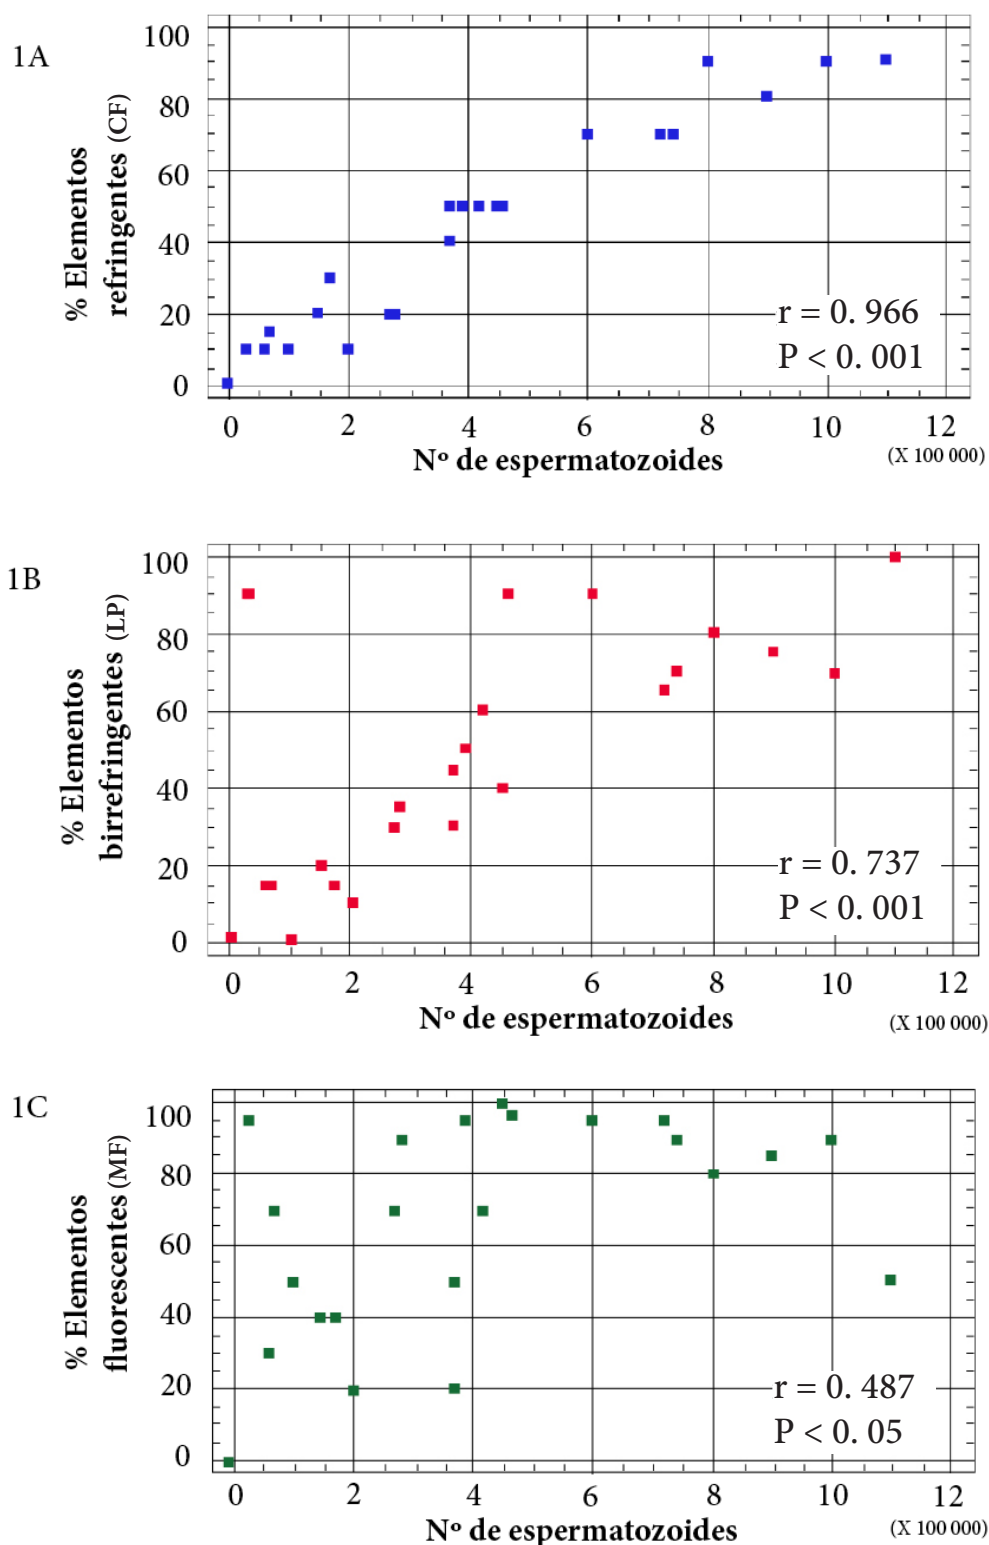 1A
% Elementos
refringentes (CF)
100
80
60
40
20
0
r = 0. 966
P < 0. 001
0 2 4 6 8 10 12
Nº de espermatozoides (X 100 000)
1B
% Elementos
birrefringentes (LP)
100
80
60
40
20
0
r = 0. 737
P < 0. 001
0 2 4 6 8 10 12
Nº de espermatozoides (X 100 000)
1C
% Elementos
fluorescentes (MF)
100
80
60
40
20
0
r = 0. 487
P < 0. 05
0 2 4 6 8 10 12
Nº de espermatozoides (X 100 000)